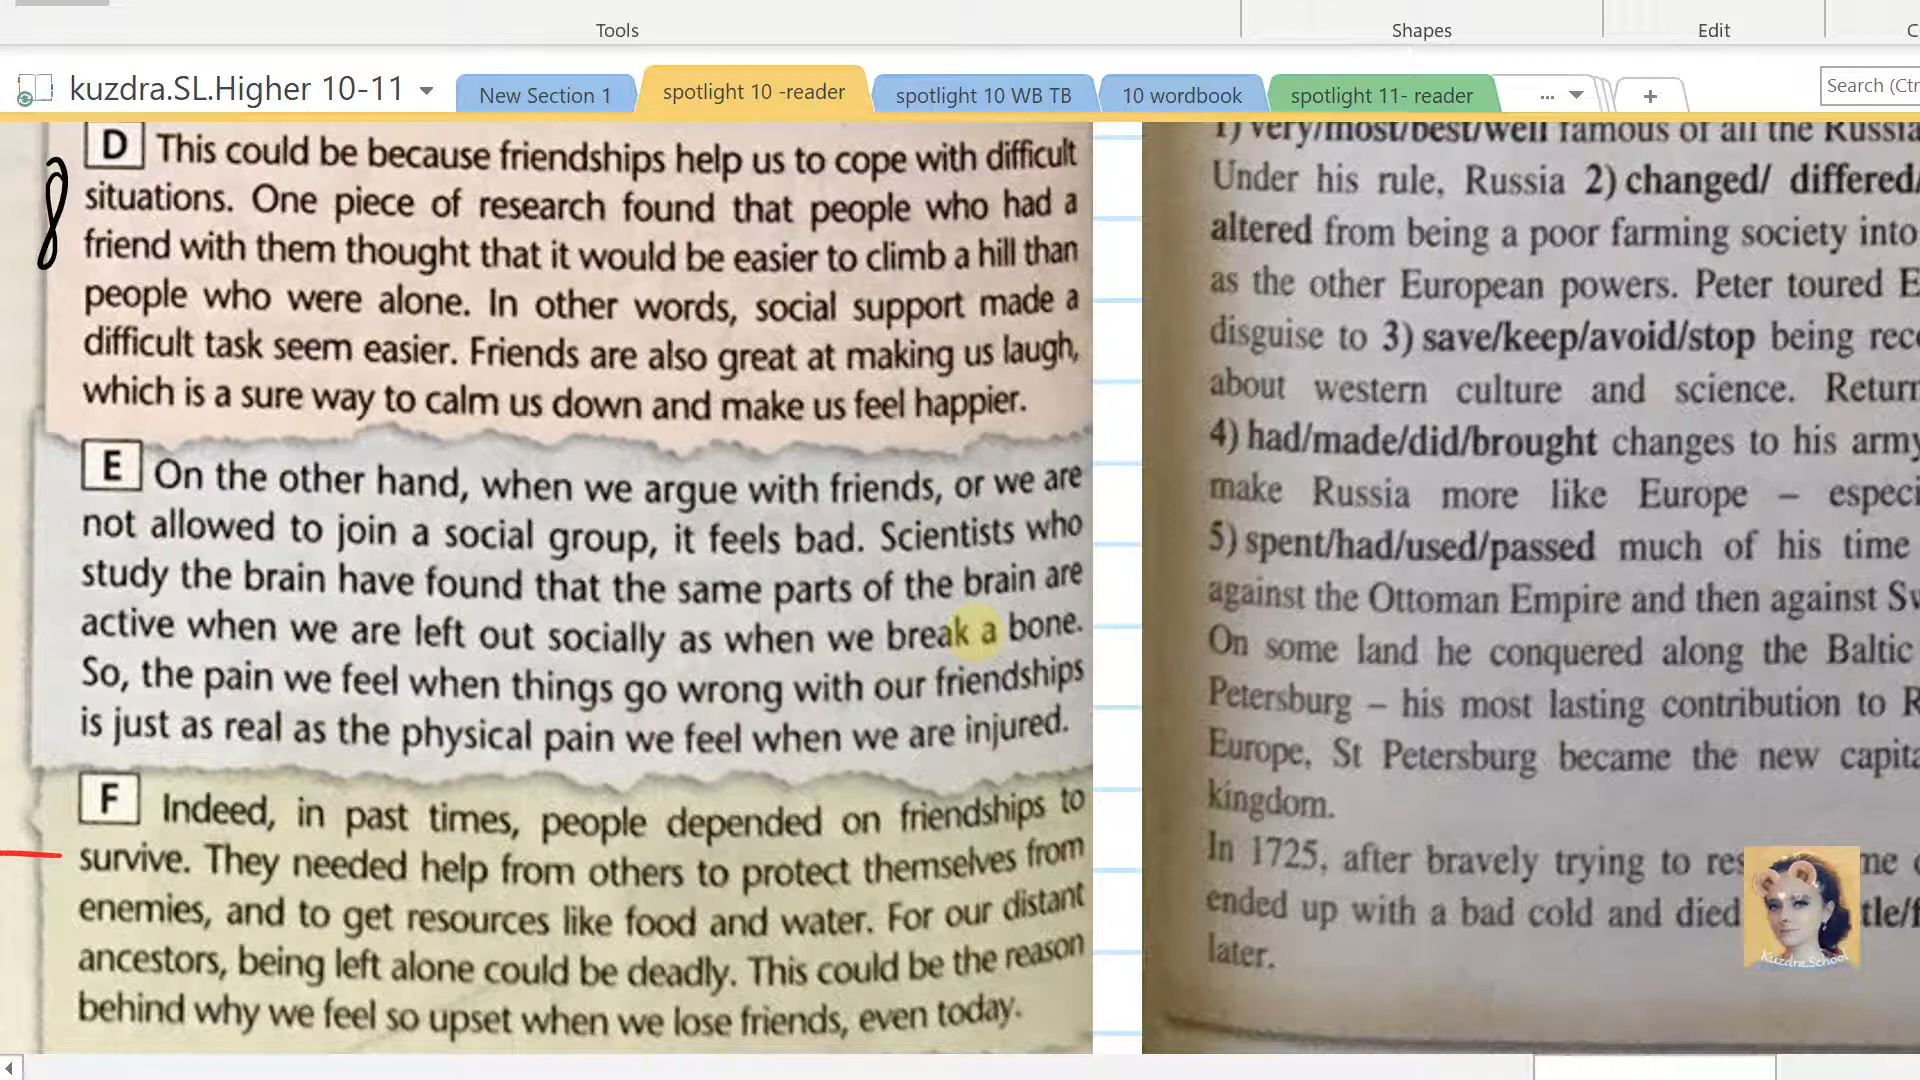 Tools
Shapes
Edit
kuzdra.SL.Higher 10-11
New Section 1
spotlight 10 -reader
spotlight 10 WB TB
10 wordbook
spotlight 11- reader
...
+
Search (Ctr
8
D This could be because friendships help us to cope with difficult
situations. One piece of research found that people who had a
friend with them thought that it would be easier to climb a hill than
people who were alone. In other words, social support made a
difficult task seem easier. Friends are also great at making us laugh,
which is a sure way to calm us down and make us feel happier.
E On the other hand, when we argue with friends, or we are
not allowed to join a social group, it feels bad. Scientists who
study the brain have found that the same parts of the brain are
active when we are left out socially as when we break a bone.
So, the pain we feel when things go wrong with our friendships
is just as real as the physical pain we feel when we are injured.
F Indeed, in past times, people depended on friendships to
survive. They needed help from others to protect themselves from
enemies, and to get resources like food and water. For our distant
ancestors, being left alone could be deadly. This could be the reason
behind why we feel so upset when we lose friends, even today.
1) very/most/best/well famous of all the Russia
Under his rule, Russia 2) changed/ differed/
altered from being a poor farming society into
as the other European powers. Peter toured E
disguise to 3) save/keep/avoid/stop being rec
about western culture and science. Return
4) had/made/did/brought changes to his army
make Russia more like Europe – especi
5) spent/had/used/passed much of his time
against the Ottoman Empire and then against Sw
On some land he conquered along the Baltic
Petersburg – his most lasting contribution to R
Europe, St Petersburg became the new capita
kingdom.
In 1725, after bravely trying to res me
ended up with a bad cold and died tle/f
later.
Kuzdra.School